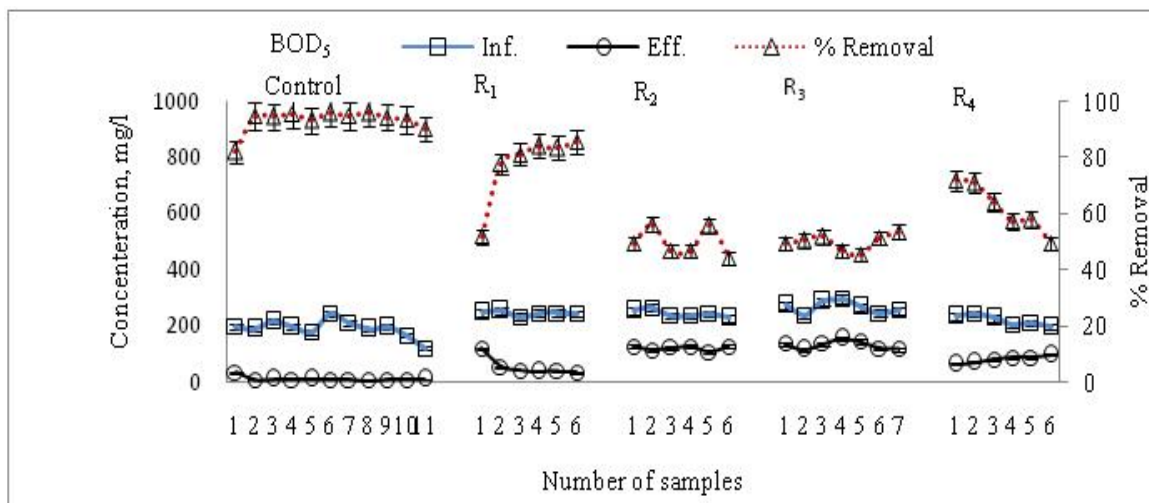 BOD5 Inf. Eff. % Removal
Control R1 R2 R3 R4
1000 100
800 80
600 60
400 40
200 20
0 0
Concenteration, mg/l
% Removal
1 2 3 4 5 6 7 8 9 10 11 1 2 3 4 5 6 1 2 3 4 5 6 1 2 3 4 5 6 7 1 2 3 4 5 6
Number of samples